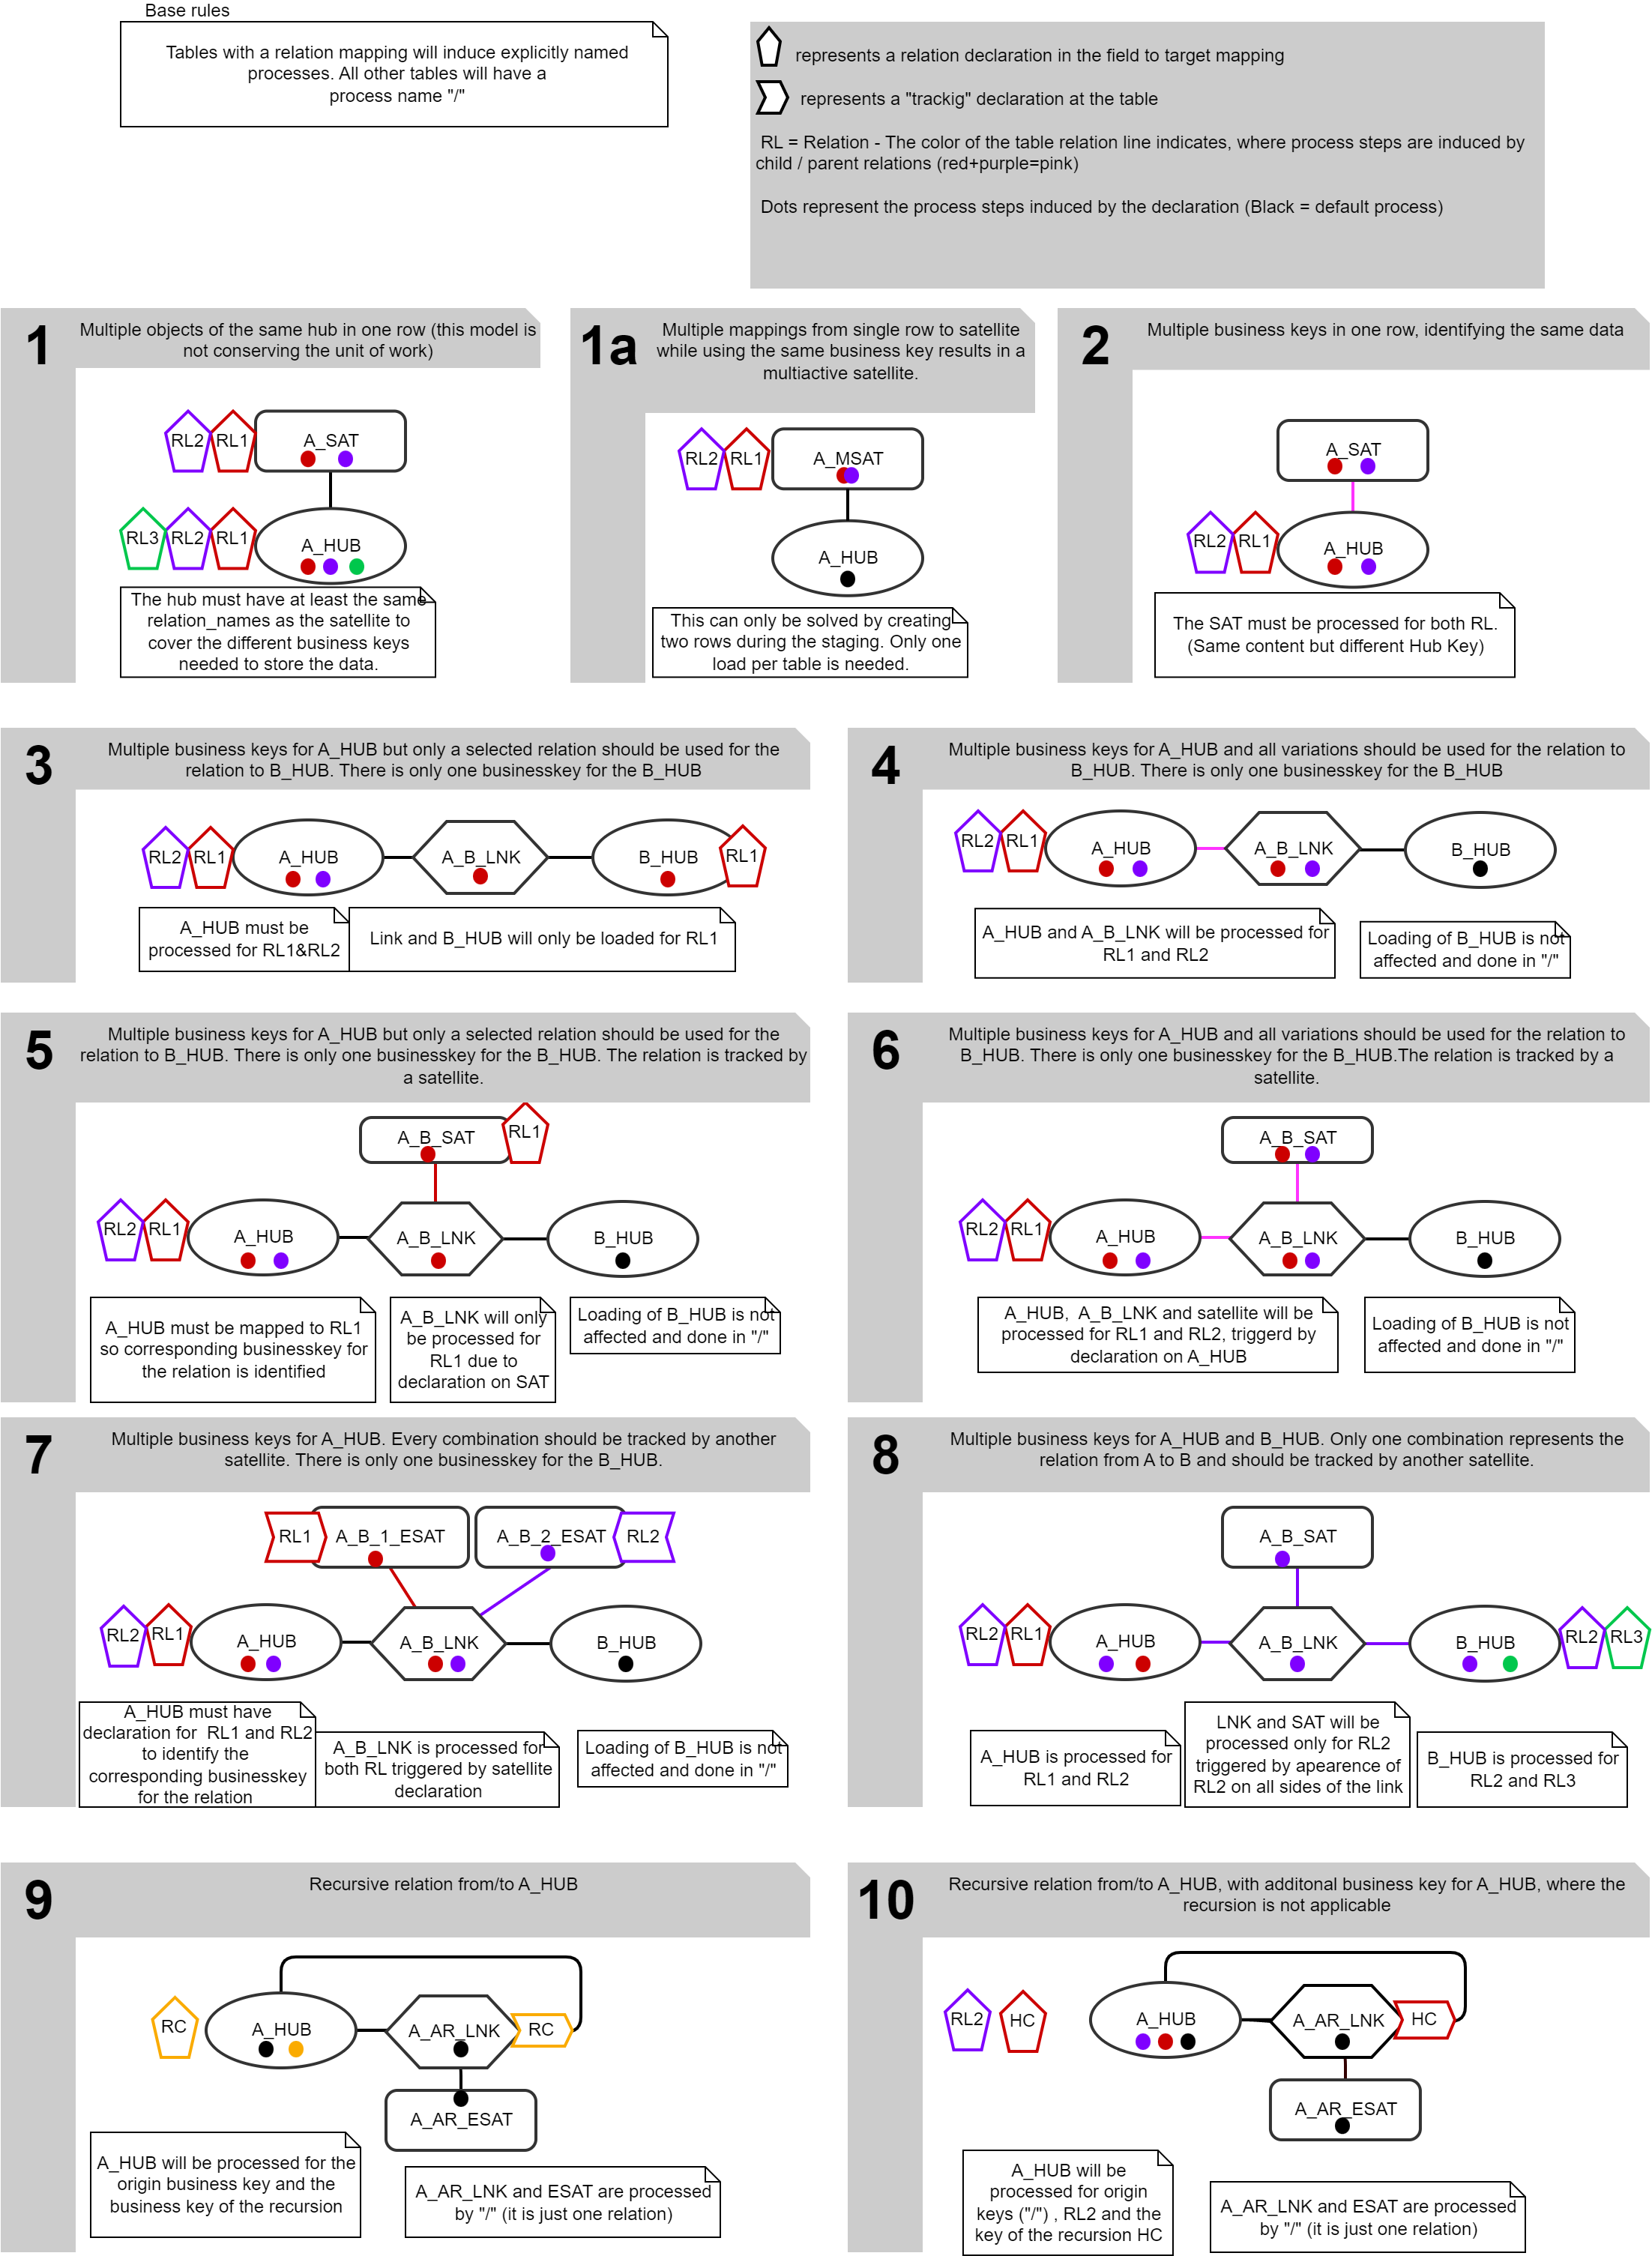 Base rules
Tables with a relation mapping will induce explicitly named
processes. All other tables will have a
process name "/"
represents a relation declaration in the field to target mapping
represents a "trackig" declaration at the table
RL = Relation - The color of the table relation line indicates, where process steps are induced by
child / parent relations (red+purple=pink)
Dots represent the process steps induced by the declaration (Black = default process)
1
Multiple objects of the same hub in one row (this model is
not conserving the unit of work)
RL2
RL1
A_SAT
RL3
RL2
RL1
A_HUB
The hub must have at least the same
relation_names as the satellite to
cover the different business keys
needed to store the data.
1a
Multiple mappings from single row to satellite
while using the same business key results in a
multiactive satellite.
RL2
RL1
A_MSAT
A_HUB
This can only be solved by creating
two rows during the staging. Only one
load per table is needed.
2
Multiple business keys in one row, identifying the same data
A_SAT
RL2
RL1
A_HUB
The SAT must be processed for both RL.
(Same content but different Hub Key)
3
Multiple business keys for A_HUB but only a selected relation should be used for the
relation to B_HUB. There is only one businesskey for the B_HUB
RL2
RL1
A_HUB
A_B_LNK
B_HUB
RL1
A_HUB must be
processed for RL1&RL2
Link and B_HUB will only be loaded for RL1
4
Multiple business keys for A_HUB and all variations should be used for the relation to
B_HUB. There is only one businesskey for the B_HUB
RL2
RL1
A_HUB
A_B_LNK
B_HUB
A_HUB and A_B_LNK will be processed for
RL1 and RL2
Loading of B_HUB is not
affected and done in "/"
5
Multiple business keys for A_HUB but only a selected relation should be used for the
relation to B_HUB. There is only one businesskey for the B_HUB. The relation is tracked by
a satellite.
A_B_SAT
RL1
RL2
RL1
A_HUB
A_B_LNK
B_HUB
A_HUB must be mapped to RL1
so corresponding businesskey for
the relation is identified
A_B_LNK will only
be processed for
RL1 due to
declaration on SAT
Loading of B_HUB is not
affected and done in "/"
6
Multiple business keys for A_HUB and all variations should be used for the relation to
B_HUB. There is only one businesskey for the B_HUB.The relation is tracked by a
satellite.
A_B_SAT
RL2
RL1
A_HUB
A_B_LNK
B_HUB
A_HUB,  A_B_LNK and satellite will be
processed for RL1 and RL2, triggerd by
declaration on A_HUB
Loading of B_HUB is not
affected and done in "/"
7
Multiple business keys for A_HUB. Every combination should be tracked by another
satellite. There is only one businesskey for the B_HUB.
RL1
A_B_1_ESAT
A_B_2_ESAT
RL2
RL2
RL1
A_HUB
A_B_LNK
B_HUB
A_HUB must have
declaration for  RL1 and RL2
to identify the
corresponding businesskey
for the relation
A_B_LNK is processed for
both RL triggered by satellite
declaration
Loading of B_HUB is not
affected and done in "/"
8
Multiple business keys for A_HUB and B_HUB. Only one combination represents the
relation from A to B and should be tracked by another satellite.
A_B_SAT
RL2
RL1
A_HUB
A_B_LNK
B_HUB
RL2
RL3
A_HUB is processed for
RL1 and RL2
LNK and SAT will be
processed only for RL2
triggered by apearence of
RL2 on all sides of the link
B_HUB is processed for
RL2 and RL3
9
Recursive relation from/to A_HUB
RC
A_HUB
A_AR_LNK
RC
A_AR_ESAT
A_HUB will be processed for the
origin business key and the
business key of the recursion
A_AR_LNK and ESAT are processed
by "/" (it is just one relation)
10
Recursive relation from/to A_HUB, with additonal business key for A_HUB, where the
recursion is not applicable
RL2
HC
A_HUB
A_AR_LNK
HC
A_AR_ESAT
A_HUB will be
processed for origin
keys ("/") , RL2 and the
key of the recursion HC
A_AR_LNK and ESAT are processed
by "/" (it is just one relation)